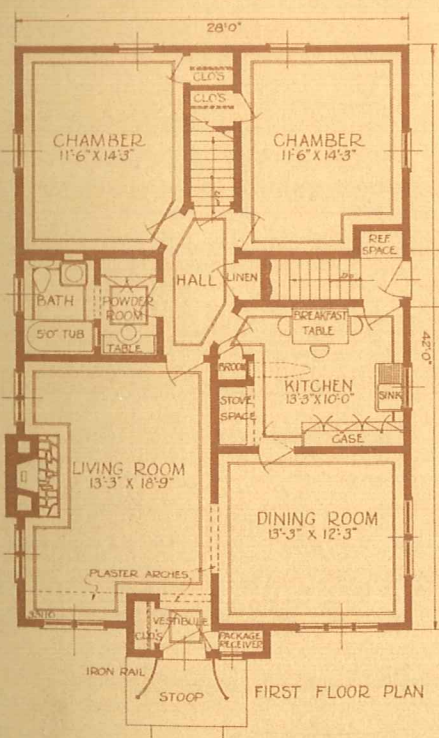 28'-0"
CLO'S
CLO'S
CHAMBER
11'-6" X 14'-3"
CHAMBER
11'-6" X 14'-3"
REF.
SPACE
HALL
LINEN
BATH
POWDER
ROOM
5'0" TUB
TABLE
BREAKFAST
TABLE
42'-0"
BROOM
KITCHEN
13'-3" X 10'-0"
SINK
STOVE
SPACE
CASE
LIVING ROOM
13'-3" X 18'-9"
DINING ROOM
13'-3" X 12'-3"
PLASTER ARCHES
CLO'S
VESTIBULE
PACKAGE
RECEIVER
IRON RAIL
STOOP
FIRST FLOOR PLAN